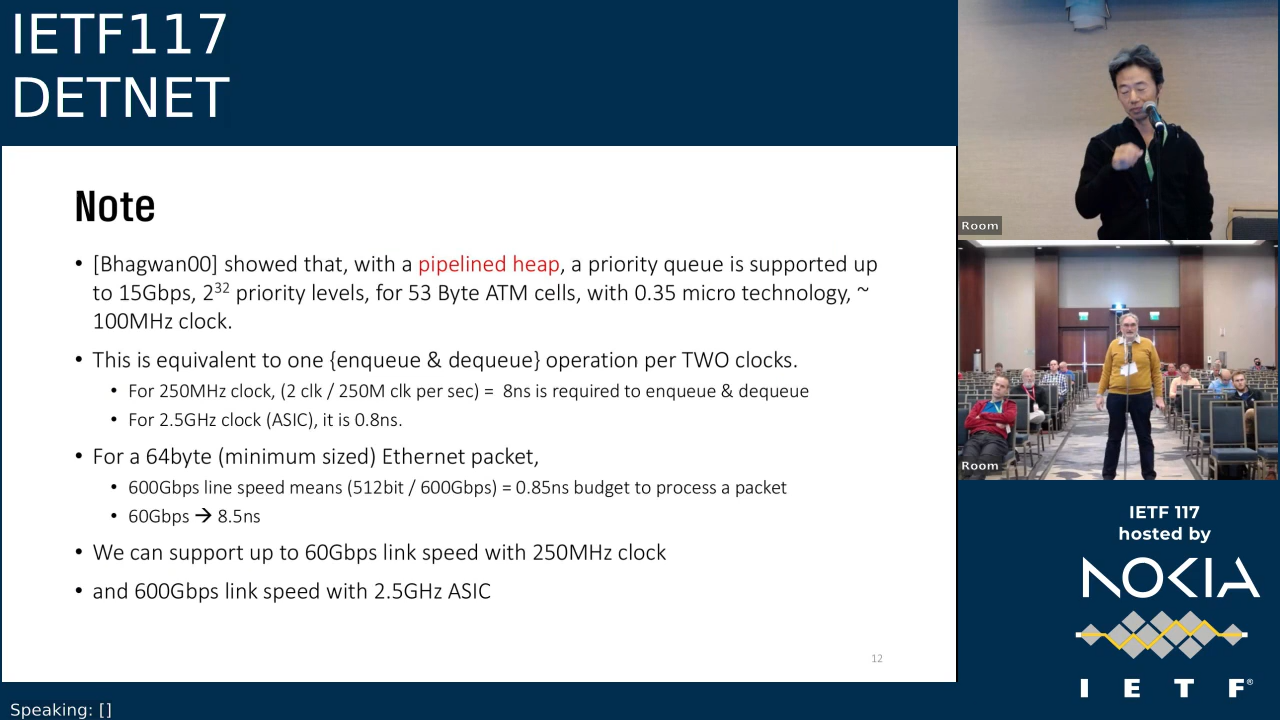 IETF117
DETNET
Note
• [Bhagwan00] showed that, with a pipelined heap, a priority queue is supported up
to 15Gbps, 2³² priority levels, for 53 Byte ATM cells, with 0.35 micro technology, ~
100MHz clock.
• This is equivalent to one {enqueue & dequeue} operation per TWO clocks.
• For 250MHz clock, (2 clk / 250M clk per sec) = 8ns is required to enqueue & dequeue
• For 2.5GHz clock (ASIC), it is 0.8ns.
• For a 64byte (minimum sized) Ethernet packet,
• 600Gbps line speed means (512bit / 600Gbps) = 0.85ns budget to process a packet
• 60Gbps → 8.5ns
• We can support up to 60Gbps link speed with 250MHz clock
• and 600Gbps link speed with 2.5GHz ASIC
12
Room
Room
IETF 117
hosted by
NOKIA
I E T F®
Speaking: []